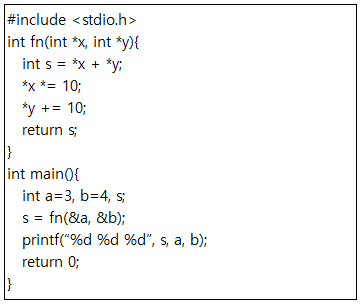 #include <stdio.h>
int fn(int *x, int *y){
    int s = *x + *y;
    *x *= 10;
    *y += 10;
    return s;
}
int main(){
    int a=3, b=4, s;
    s = fn(&a, &b);
    printf(“%d %d %d”, s, a, b);
    return 0;
}